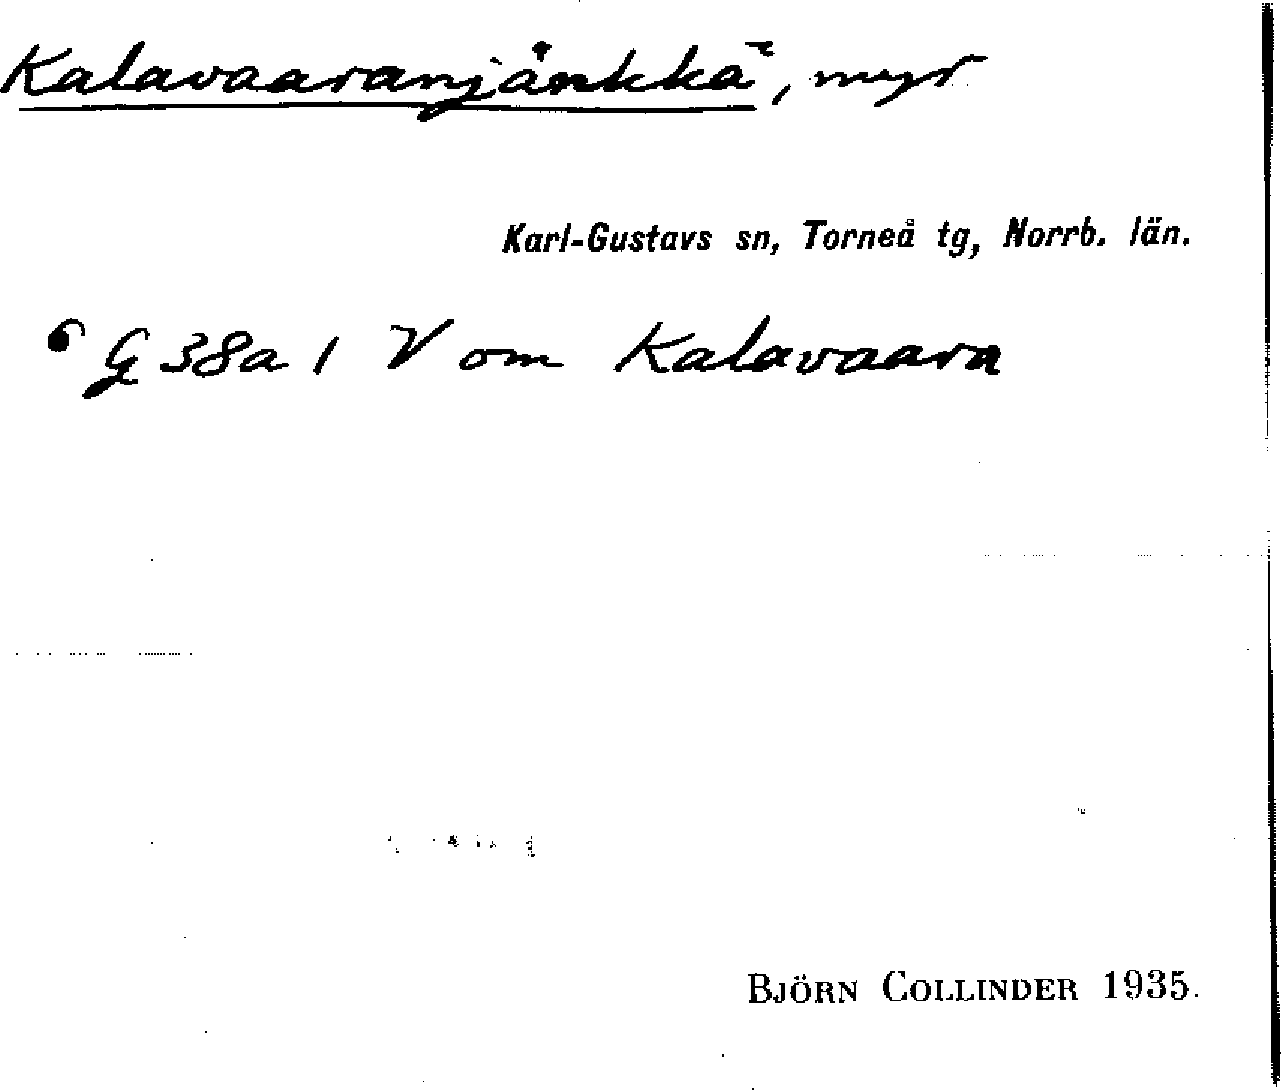 Kalavaaranjänkkä, myr
Karl-Gustavs sn, Torneå tg, Norrb. län.
G 38a 1 V om Kalavaara
BJÖRN COLLINDER 1935.